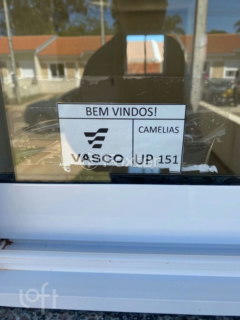 BEM VINDOS!
CAMELIAS
VASCO
UP 151
loft